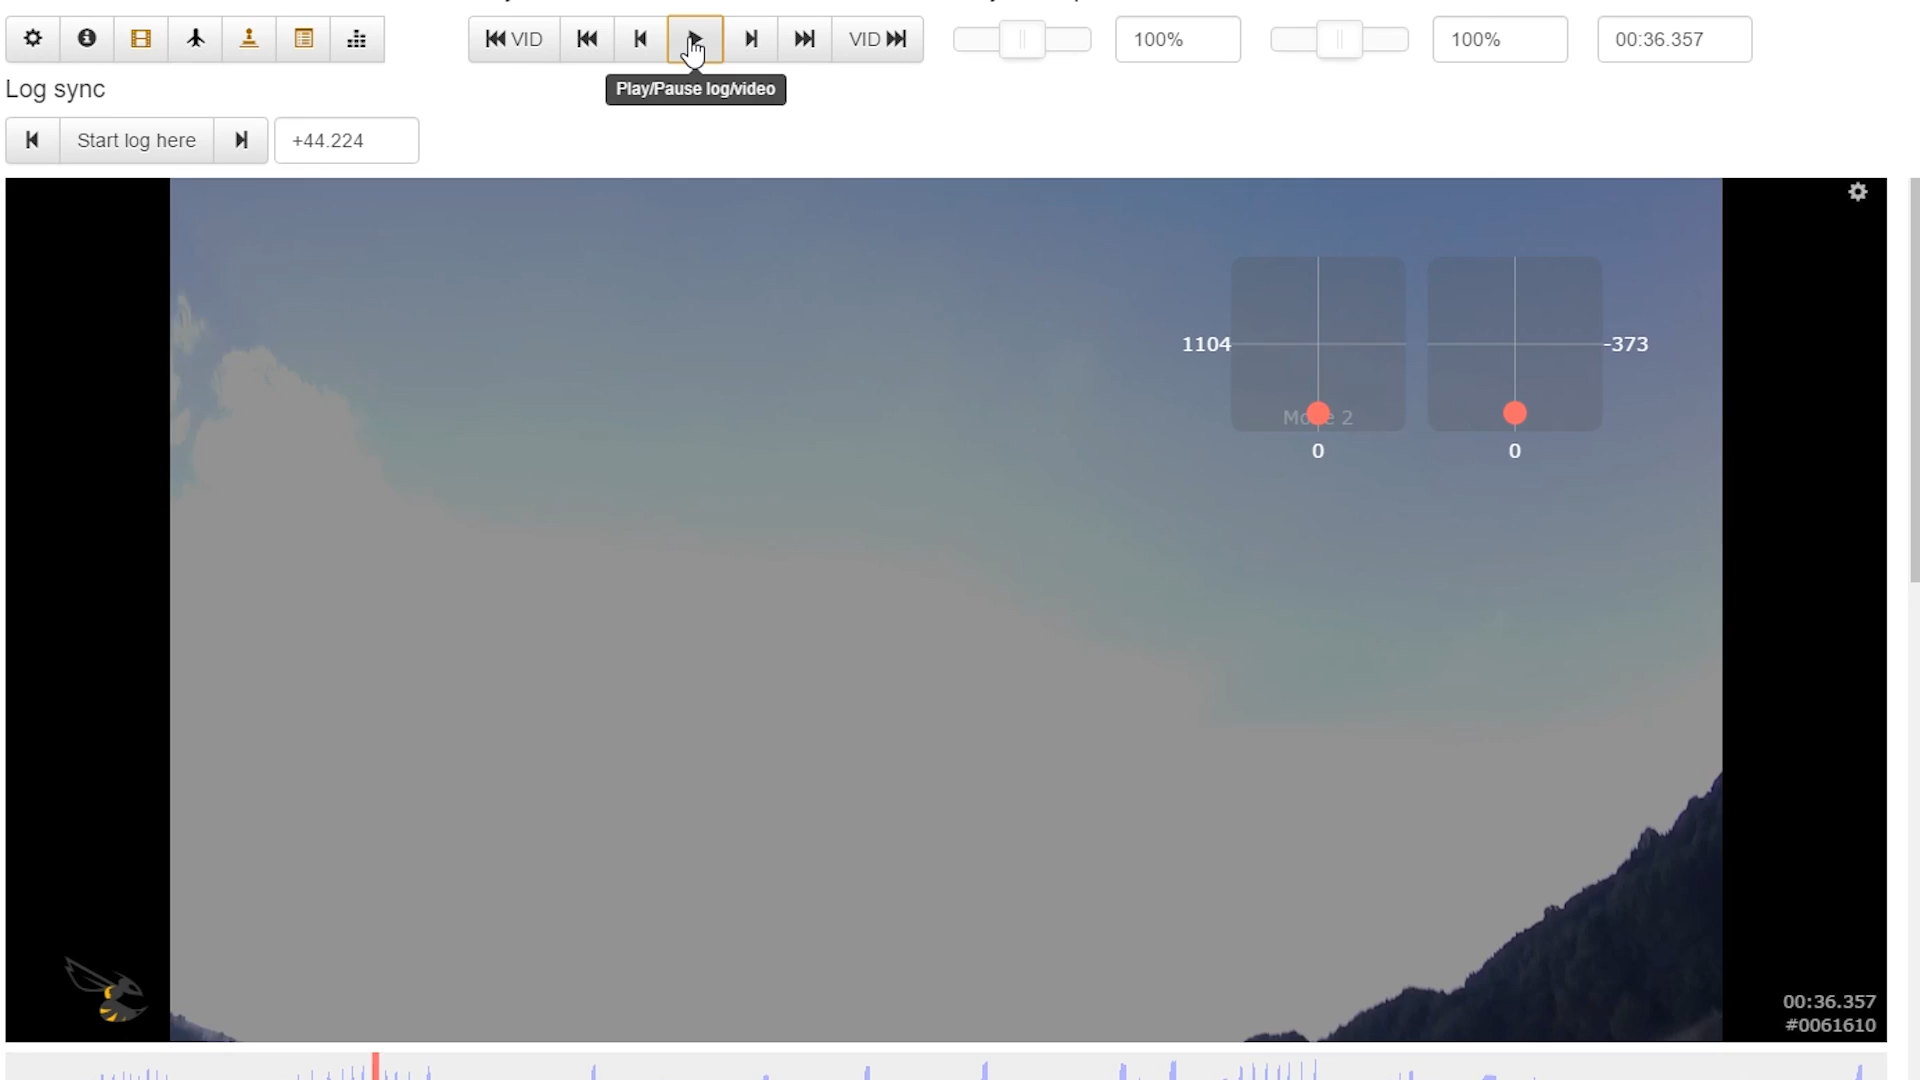 VID
VID
100%
100%
00:36.357
Play/Pause log/video
Log sync
Start log here
+44.224
1104
-373
Mode 2
0
0
00:36.357
#0061610